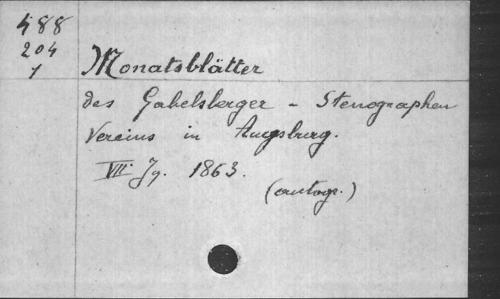 488
204
1
Monatsblätter
des Gabelsberger - Stenographen
Vereins in Augsburg.
VII. Jg. 1863.
(autogr.)